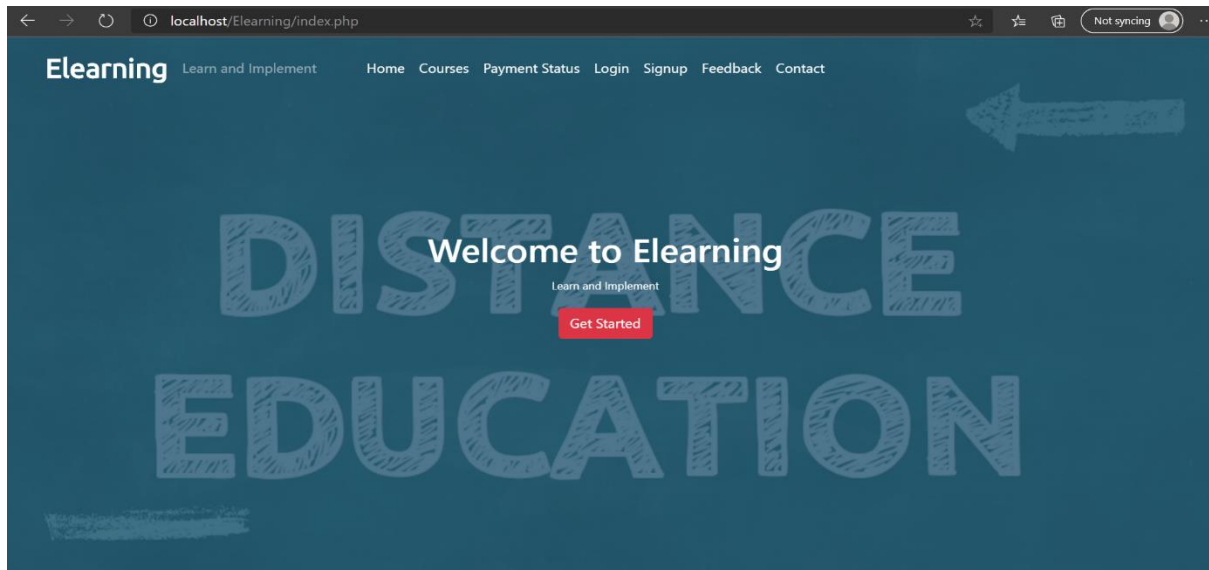 localhost/Elearning/index.php
Not syncing
Elearning Learn and Implement Home Courses Payment Status Login Signup Feedback Contact
DISTANCE
Welcome to Elearning
Learn and Implement
Get Started
EDUCATION